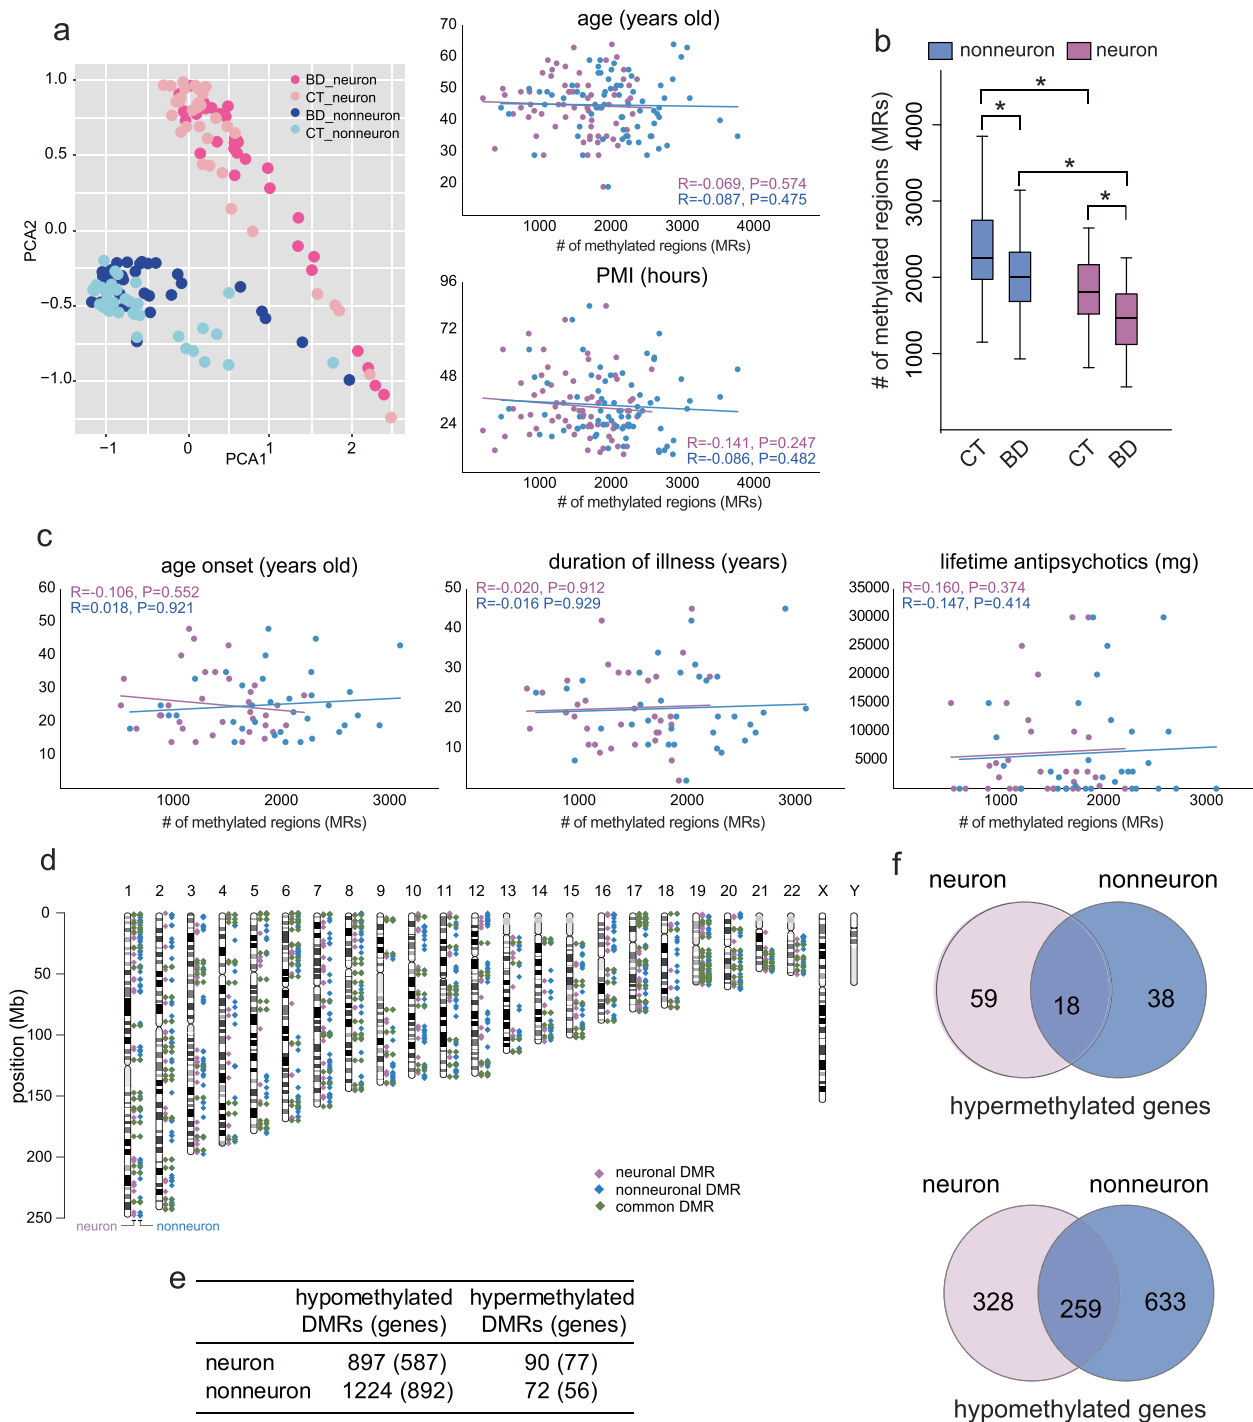 a
BD_neuron
CT_neuron
BD_nonneuron
CT_nonneuron
1.0
0.5
0.0
−0.5
−1.0
PCA2
−1
0
1
2
PCA1
age (years old)
70
60
50
40
30
20
R=-0.069, P=0.574
R=-0.087, P=0.475
1000 2000 3000 4000
# of methylated regions (MRs)
PMI (hours)
96
72
48
24
R=-0.141, P=0.247
R=-0.086, P=0.482
1000 2000 3000 4000
# of methylated regions (MRs)
b
nonneuron neuron
# of methylated regions (MRs)
4000
3000
2000
1000
*
*
*
*
CT BD CT BD
c
age onset (years old)
R=-0.106, P=0.552
R=0.018, P=0.921
60
50
40
30
20
10
1000 2000 3000
# of methylated regions (MRs)
duration of illness (years)
R=-0.020, P=0.912
R=-0.016 P=0.929
50
40
30
20
10
1000 2000 3000
# of methylated regions (MRs)
lifetime antipsychotics (mg)
R=0.160, P=0.374
R=-0.147, P=0.414
35000
30000
25000
20000
15000
10000
5000
1000 2000 3000
# of methylated regions (MRs)
d
1 2 3 4 5 6 7 8 9 10 11 12 13 14 15 16 17 18 19 20 21 22 X Y
position (Mb)
0
50
100
150
200
250
neuron nonneuron
neuronal DMR
nonneuronal DMR
common DMR
e
hypomethylated hypermethylated
DMRs (genes) DMRs (genes)
neuron 897 (587) 90 (77)
nonneuron 1224 (892) 72 (56)
f
neuron nonneuron
59 18 38
hypermethylated genes
neuron nonneuron
328 259 633
hypomethylated genes